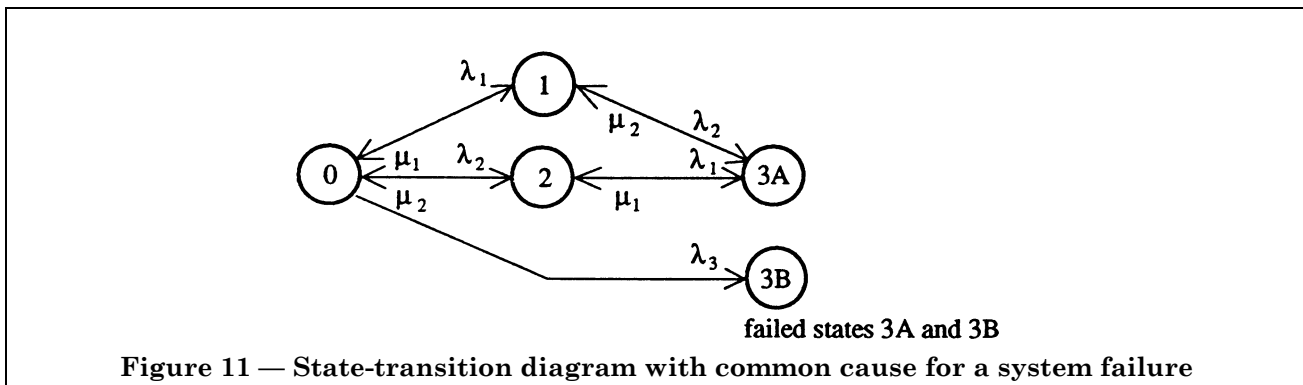 λ₁ 1
μ₂ λ₂
0 μ₁ λ₂ 2 λ₁ 3A
μ₂ μ₁
λ₃ 3B
failed states 3A and 3B
Figure 11 — State-transition diagram with common cause for a system failure